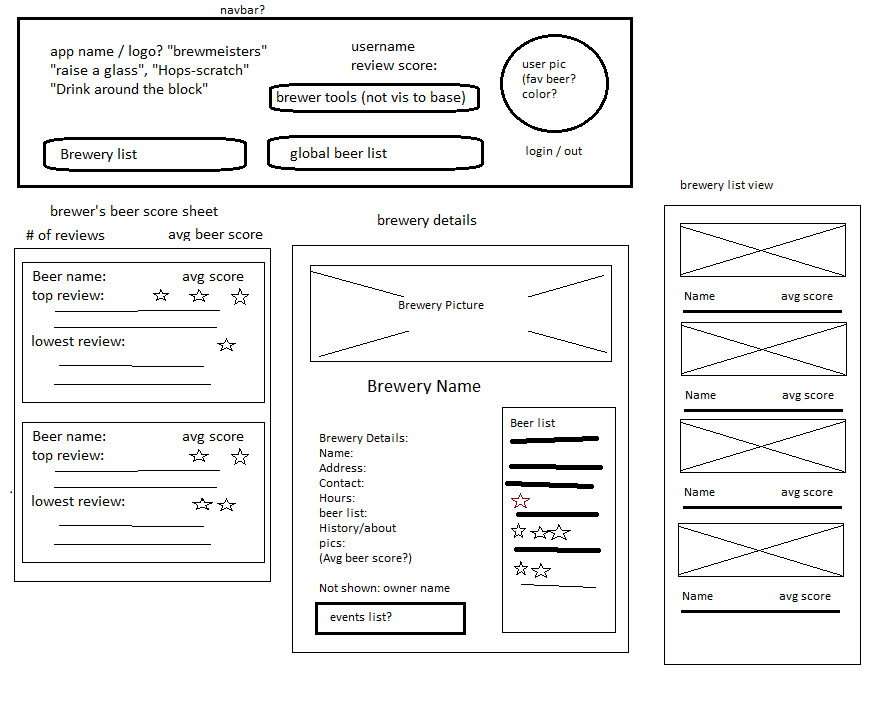 navbar?
app name / logo? "brewmeisters"
"raise a glass", "Hops-scratch"
"Drink around the block"
username
review score:
brewer tools (not vis to base)
user pic
(fav beer?
color?
Brewery list
global beer list
login / out
brewer's beer score sheet
# of reviews
avg beer score
Beer name:
avg score
top review:
lowest review:
Beer name:
avg score
top review:
lowest review:
brewery details
Brewery Picture
Brewery Name
Brewery Details:
Name:
Address:
Contact:
Hours:
beer list:
History/about
pics:
(Avg beer score?)
Not shown: owner name
events list?
Beer list
brewery list view
Name
avg score
Name
avg score
Name
avg score
Name
avg score